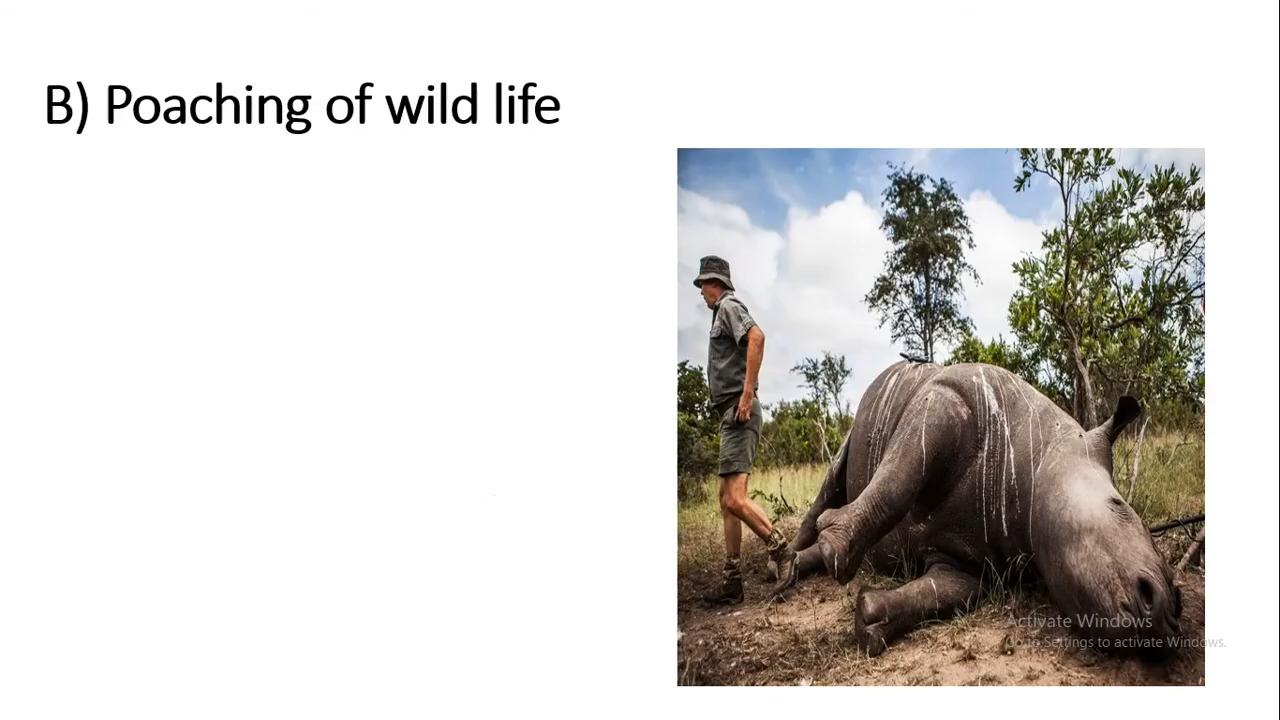 B) Poaching of wild life
Activate Windows
Go to Settings to activate Windows.